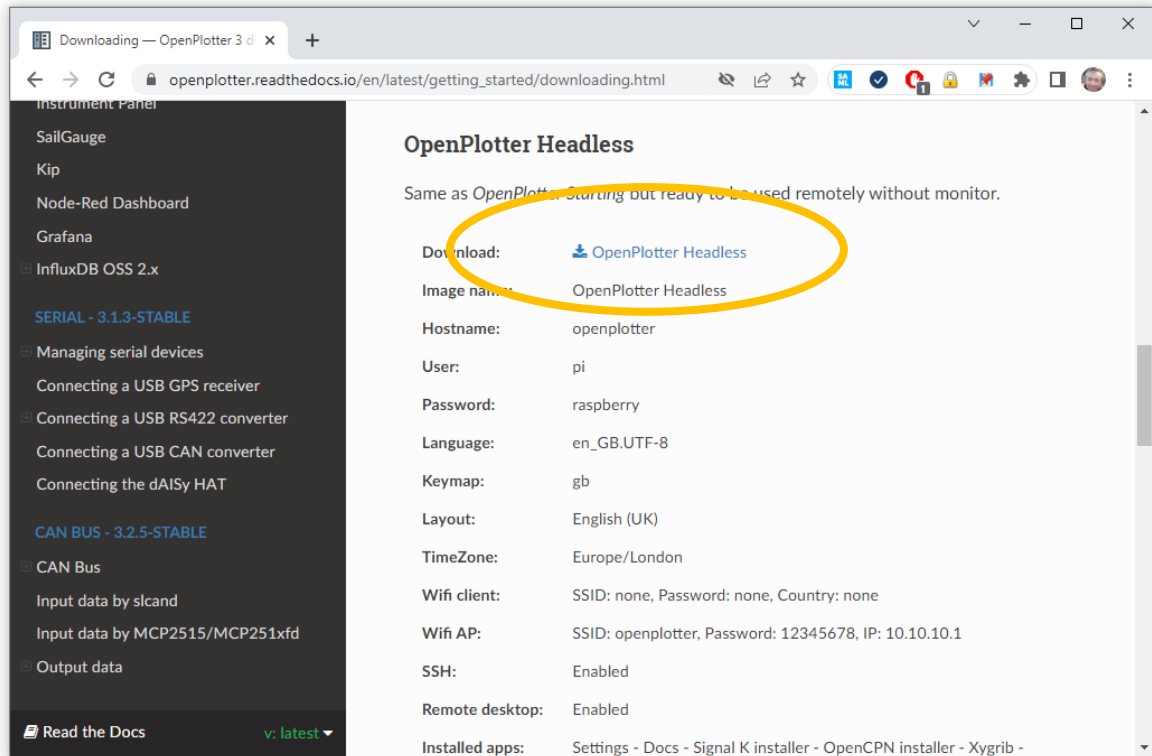 Downloading — OpenPlotter 3 d
openplotter.readthedocs.io/en/latest/getting_started/downloading.html
SA
ML
1
Instrument Panel
SailGauge
Kip
Node-Red Dashboard
Grafana
InfluxDB OSS 2.x
SERIAL - 3.1.3-STABLE
Managing serial devices
Connecting a USB GPS receiver
Connecting a USB RS422 converter
Connecting a USB CAN converter
Connecting the dAISy HAT
CAN BUS - 3.2.5-STABLE
CAN Bus
Input data by slcand
Input data by MCP2515/MCP251xfd
Output data
Read the Docs v: latest
OpenPlotter Headless
Same as OpenPlotter Starting but ready to be used remotely without monitor.
Download: OpenPlotter Headless
Image name: OpenPlotter Headless
Hostname: openplotter
User: pi
Password: raspberry
Language: en_GB.UTF-8
Keymap: gb
Layout: English (UK)
TimeZone: Europe/London
Wifi client: SSID: none, Password: none, Country: none
Wifi AP: SSID: openplotter, Password: 12345678, IP: 10.10.10.1
SSH: Enabled
Remote desktop: Enabled
Installed apps: Settings - Docs - Signal K installer - OpenCPN installer - Xygrib -